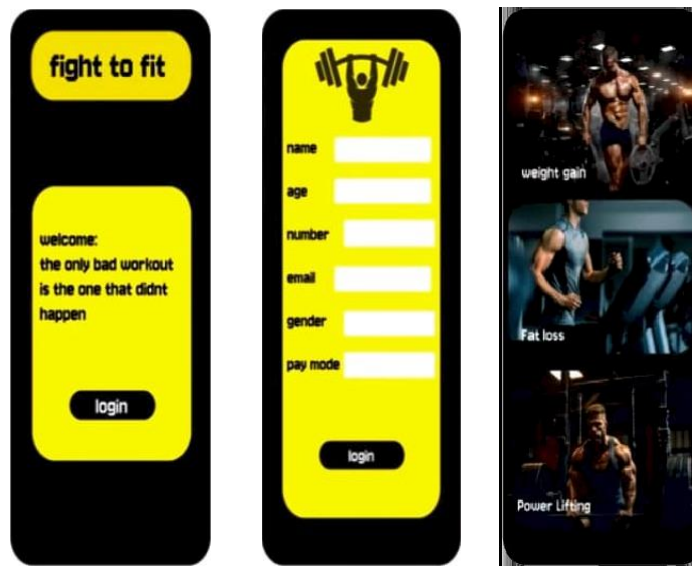 fight to fit
welcome:
the only bad workout
is the one that didnt
happen
login
name
age
number
email
gender
pay mode
login
weight gain
Fat loss
Power Lifting